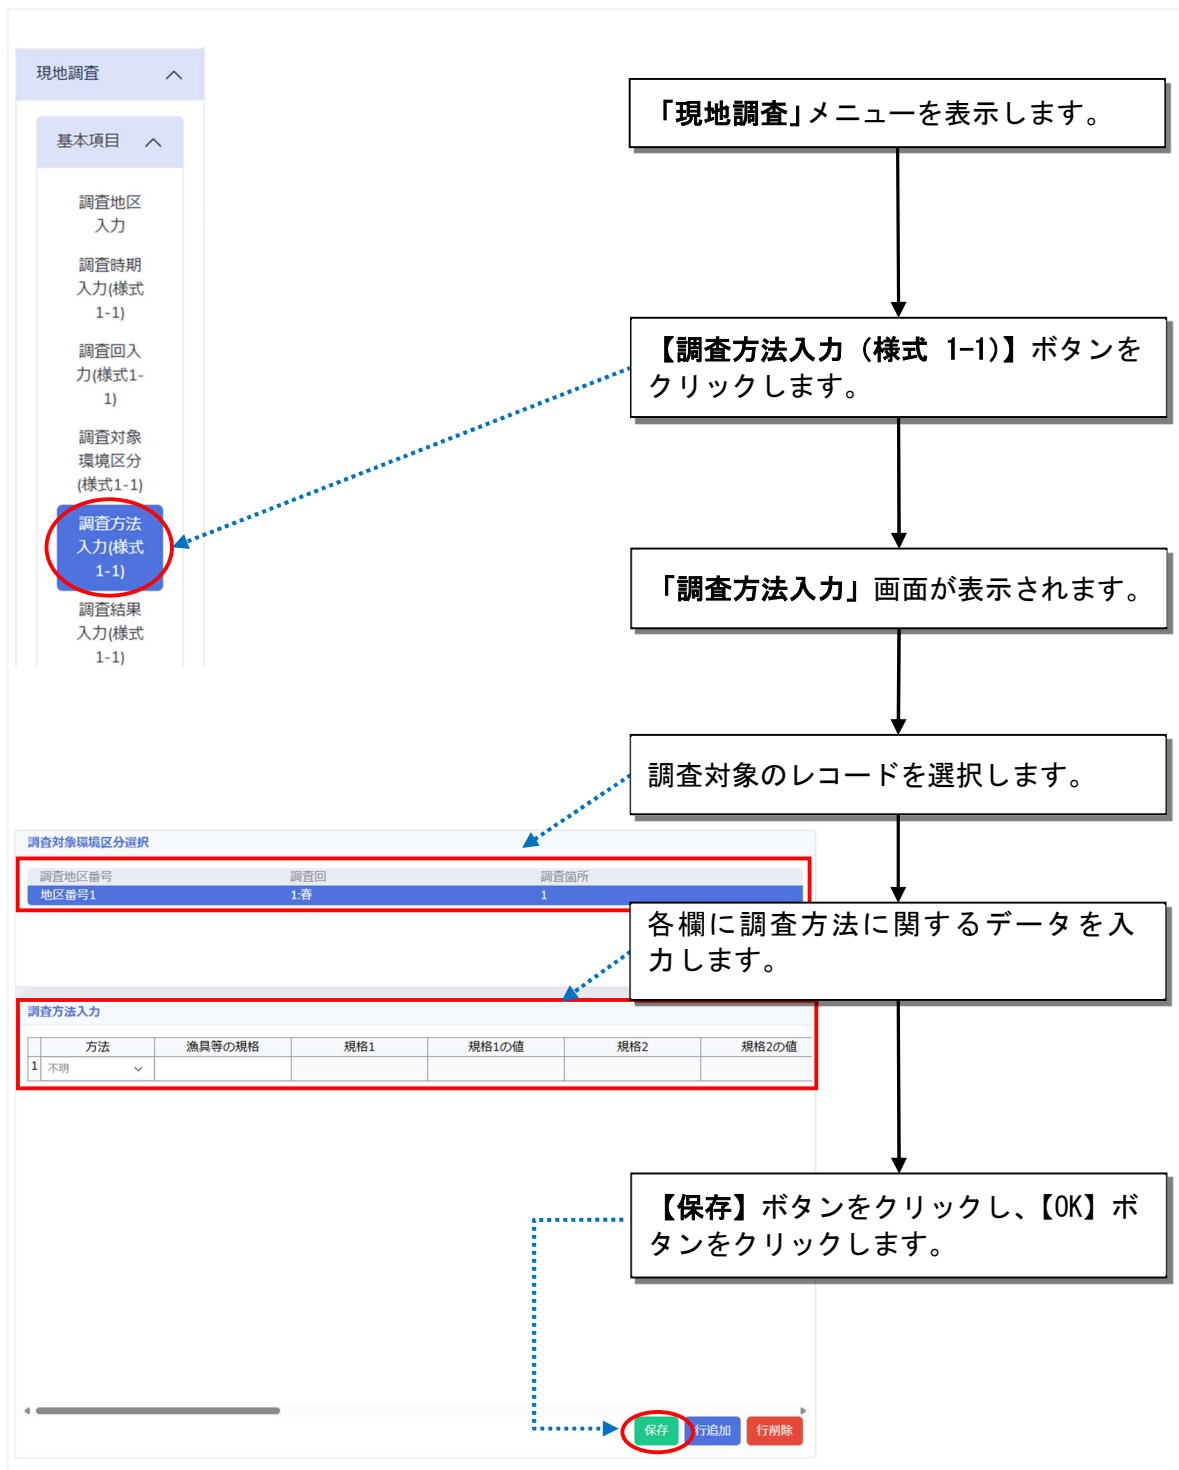 現地調査
基本項目
調査地区
入力
調査時期
入力(様式
1-1)
調査回入
力(様式1-
1)
調査対象
環境区分
(様式1-1)
調査方法
入力(様式
1-1)
調査結果
入力(様式
1-1)
「現地調査」メニューを表示します。
【調査方法入力（様式 1-1)】ボタンを
クリックします。
「調査方法入力」画面が表示されます。
調査対象のレコードを選択します。
調査対象環境区分選択
調査地区番号 調査回 調査箇所
地区番号1 1:春 1
各欄に調査方法に関するデータを入
力します。
調査方法入力
方法 漁具等の規格 規格1 規格1の値 規格2 規格2の値
1 不明
【保存】ボタンをクリックし、【OK】ボ
タンをクリックします。
保存 行追加 行削除